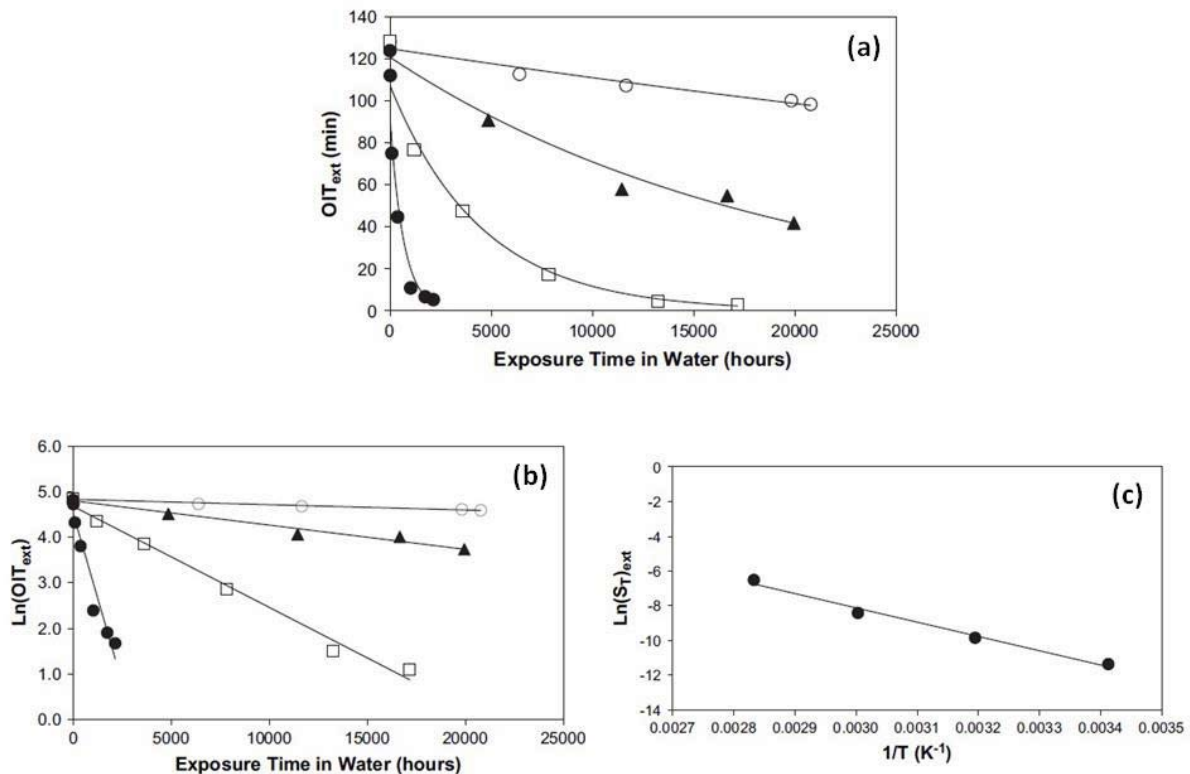 (a)
OIText (min)
140
120
100
80
60
40
20
0
0 5000 10000 15000 20000 25000
Exposure Time in Water (hours)
(b)
Ln(OIText)
6.0
5.0
4.0
3.0
2.0
1.0
0.0
0 5000 10000 15000 20000 25000
Exposure Time in Water (hours)
(c)
Ln(ST)ext
0
-2
-4
-6
-8
-10
-12
-14
0.0027 0.0028 0.0029 0.0030 0.0031 0.0032 0.0033 0.0034 0.0035
1/T (K-1)